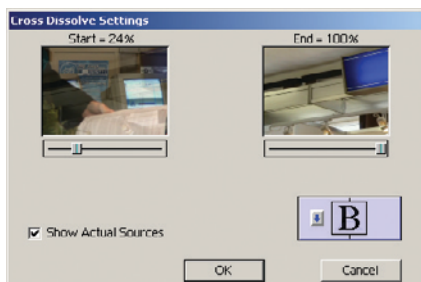 Cross Dissolve Settings
Start = 24%
End = 100%
B
Show Actual Sources
OK
Cancel